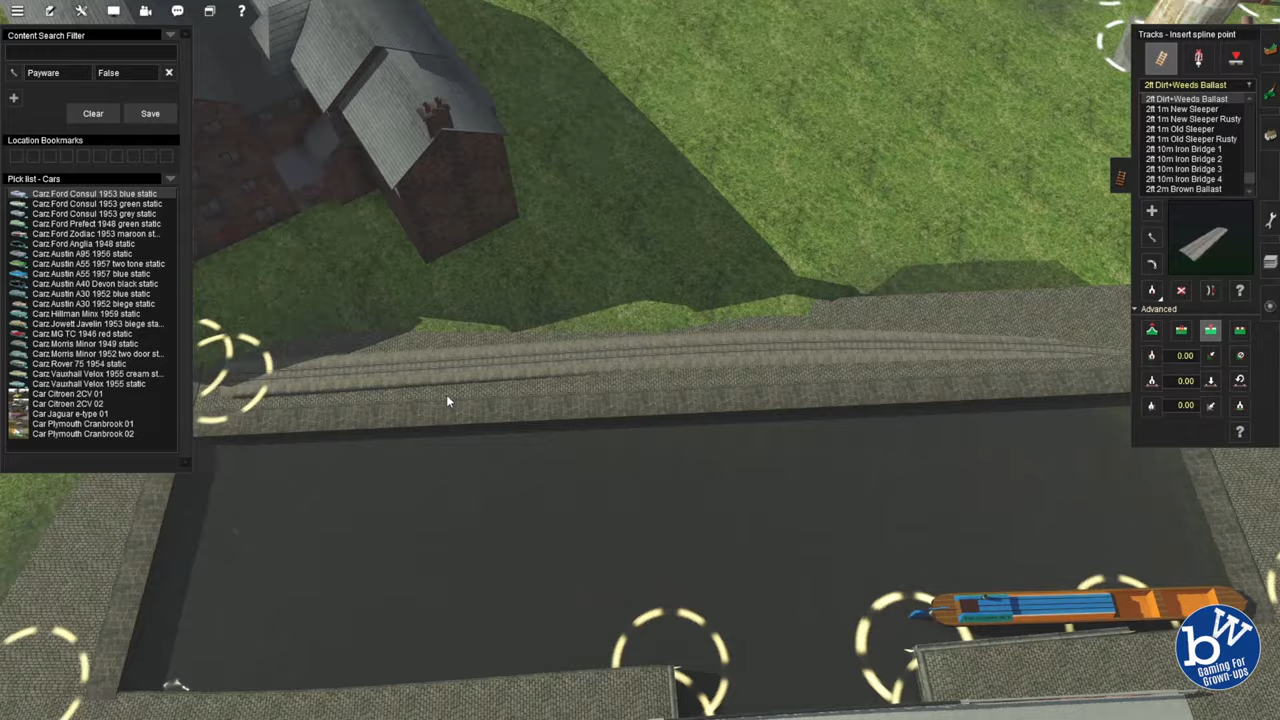 Content Search Filter
Payware
False
Clear
Save
Location Bookmarks
Pick list - Cars
Carz Ford Consul 1953 blue static
Carz Ford Consul 1953 green static
Carz Ford Consul 1953 grey static
Carz Ford Prefect 1948 green static
Carz Ford Zodiac 1953 maroon st...
Carz Ford Anglia 1948 static
Carz Austin A95 1956 static
Carz Austin A55 1957 two tone static
Carz Austin A55 1957 blue static
Carz Austin A40 Devon black static
Carz Austin A30 1952 blue static
Carz Austin A30 1952 biege static
Carz Hillman Minx 1959 static
Carz Jowett Javelin 1953 biege sta...
Carz MG TC 1946 red static
Carz Morris Minor 1949 static
Carz Morris Minor 1952 two door st...
Carz Rover 75 1954 static
Carz Vauxhall Velox 1955 cream st...
Carz Vauxhall Velox 1955 static
Car Citroen 2CV 01
Car Citroen 2CV 02
Car Jaguar e-type 01
Car Plymouth Cranbrook 01
Car Plymouth Cranbrook 02
Tracks - Insert spline point
2ft Dirt+Weeds Ballast
2ft Dirt+Weeds Ballast
2ft 1m New Sleeper
2ft 1m New Sleeper Rusty
2ft 1m Old Sleeper
2ft 1m Old Sleeper Rusty
2ft 10m Iron Bridge 1
2ft 10m Iron Bridge 2
2ft 10m Iron Bridge 3
2ft 10m Iron Bridge 4
2ft 2m Brown Ballast
?
Advanced
0.00
0.00
0.00
?
bW
Gaming For
Grown-ups